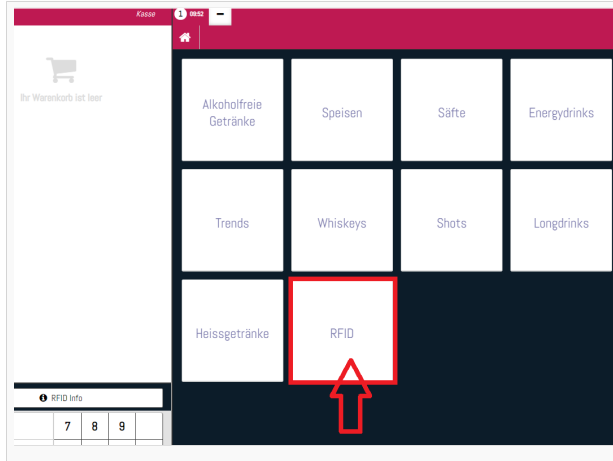 Kasse
1 09:52
Ihr Warenkorb ist leer
Alkoholfreie
Getränke
Speisen
Säfte
Energydrinks
Trends
Whiskeys
Shots
Longdrinks
Heissgetränke
RFID
RFID Info
7 8 9